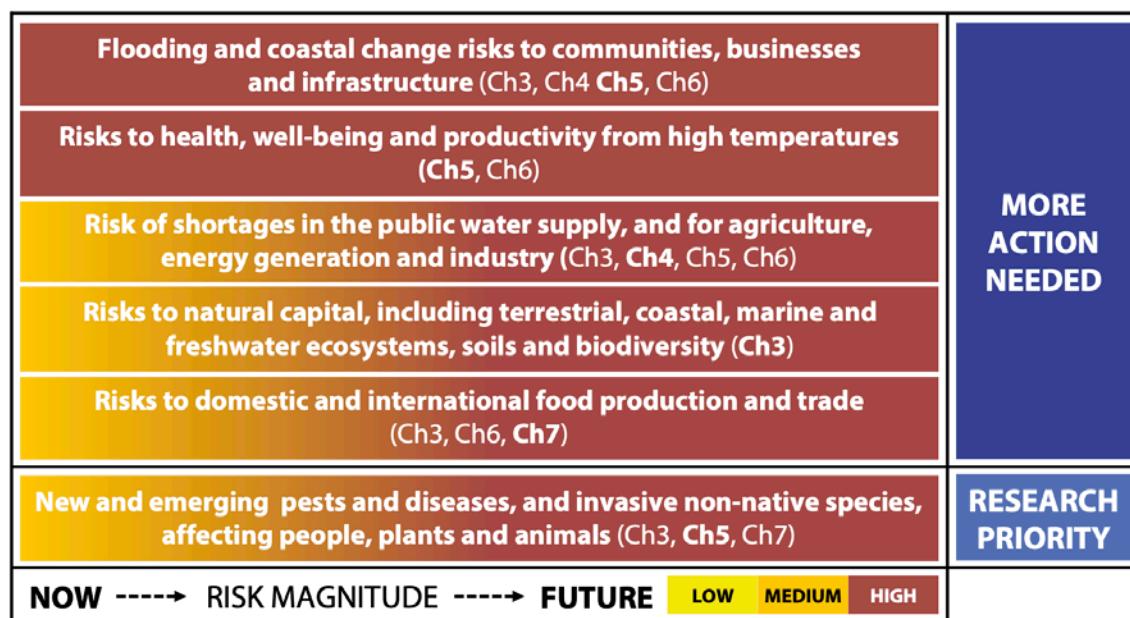 Flooding and coastal change risks to communities, businesses
and infrastructure (Ch3, Ch4 Ch5, Ch6)
Risks to health, well-being and productivity from high temperatures
(Ch5, Ch6)
Risk of shortages in the public water supply, and for agriculture,
energy generation and industry (Ch3, Ch4, Ch5, Ch6)
Risks to natural capital, including terrestrial, coastal, marine and
freshwater ecosystems, soils and biodiversity (Ch3)
Risks to domestic and international food production and trade
(Ch3, Ch6, Ch7)
MORE
ACTION
NEEDED
New and emerging pests and diseases, and invasive non-native species,
affecting people, plants and animals (Ch3, Ch5, Ch7)
RESEARCH
PRIORITY
NOW RISK MAGNITUDE FUTURE LOW MEDIUM HIGH